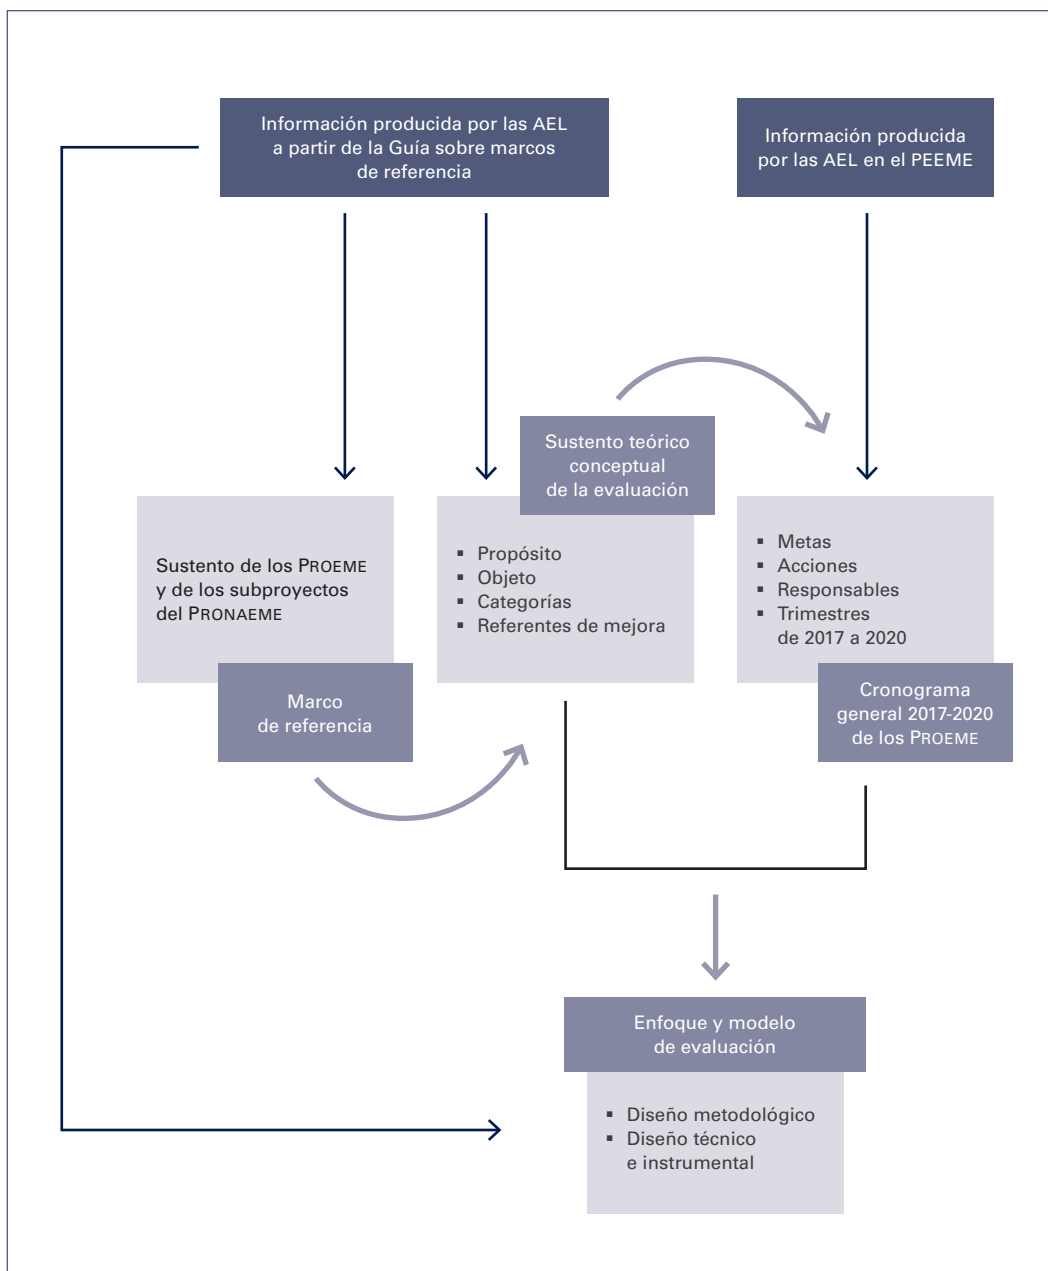 Información producida por las AEL
a partir de la Guía sobre marcos
de referencia
Información producida
por las AEL en el PEEME
Sustento teórico
conceptual
de la evaluación
Sustento de los PROEME
y de los subproyectos
del PRONAEME
Marco
de referencia
▪ Propósito
▪ Objeto
▪ Categorías
▪ Referentes de mejora
▪ Metas
▪ Acciones
▪ Responsables
▪ Trimestres
de 2017 a 2020
Cronograma
general 2017-2020
de los PROEME
Enfoque y modelo
de evaluación
▪ Diseño metodológico
▪ Diseño técnico
e instrumental